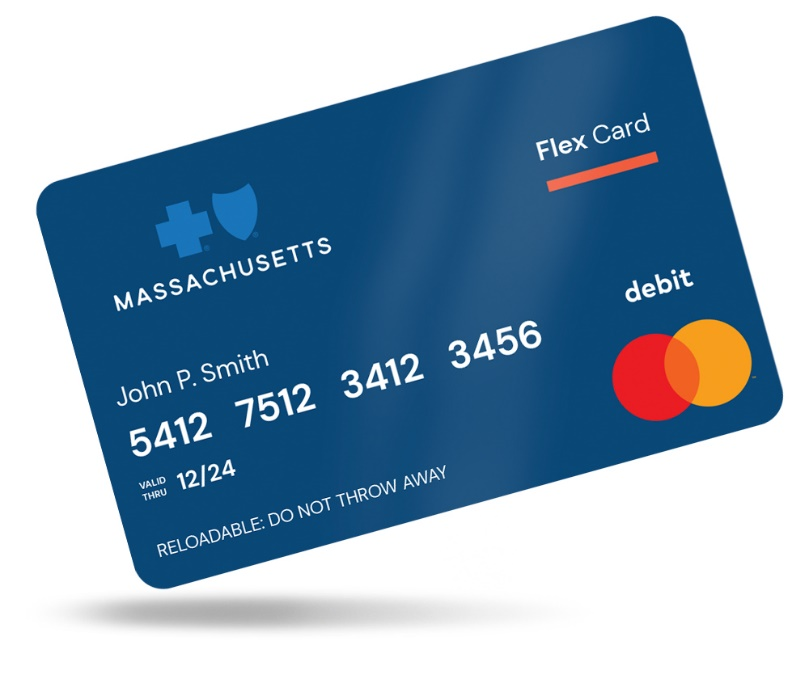 Flex Card
MASSACHUSETTS
debit
John P. Smith
5412 7512 3412 3456
VALID
THRU 12/24
RELOADABLE: DO NOT THROW AWAY